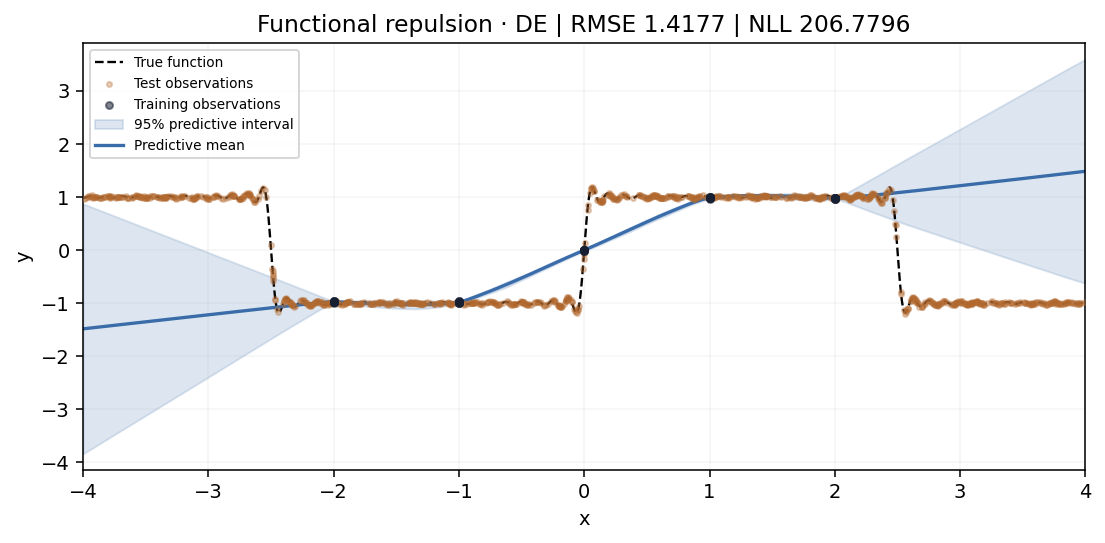 Functional repulsion · DE | RMSE 1.4177 | NLL 206.7796
True function
Test observations
Training observations
95% predictive interval
Predictive mean
3
2
1
0
−1
−2
−3
−4
y
−4 −3 −2 −1 0 1 2 3 4
x